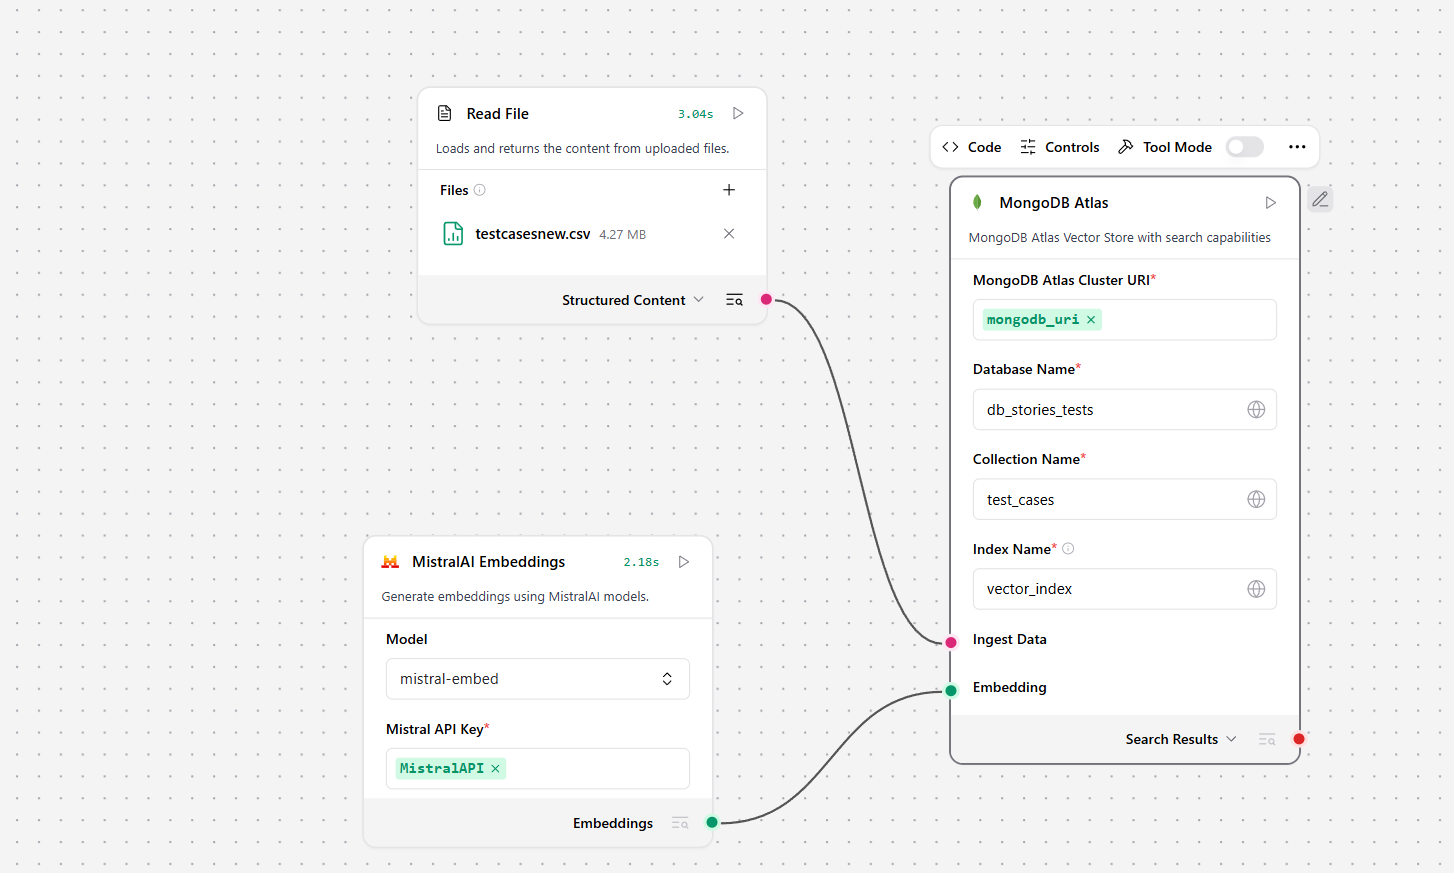 Read File
3.04s
Loads and returns the content from uploaded files.
Files
testcasesnew.csv 4.27 MB
Structured Content
MistralAI Embeddings
2.18s
Generate embeddings using MistralAI models.
Model
mistral-embed
Mistral API Key*
MistralAPI ×
Embeddings
Code
Controls
Tool Mode
MongoDB Atlas
MongoDB Atlas Vector Store with search capabilities
MongoDB Atlas Cluster URI*
mongodb_uri ×
Database Name*
db_stories_tests
Collection Name*
test_cases
Index Name*
vector_index
Ingest Data
Embedding
Search Results